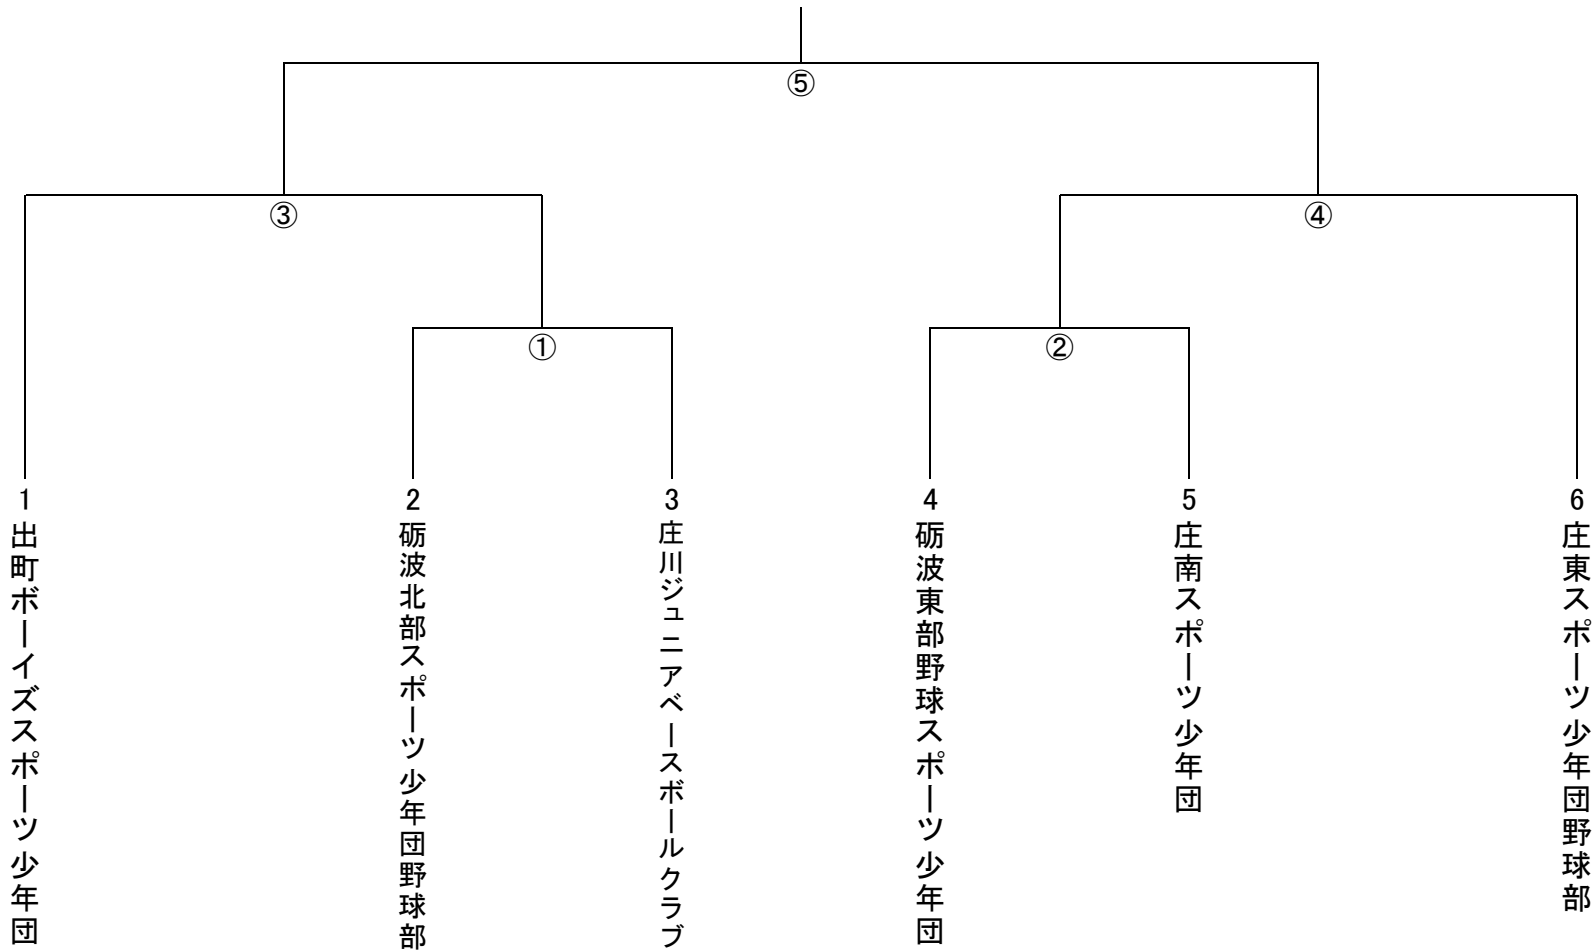 ⑤
③
④
①
②
1 出町ボーイズスポーツ少年団
2 砺波北部スポーツ少年団野球部
3 庄川ジュニアベースボールクラブ
4 砺波東部野球スポーツ少年団
5 庄南スポーツ少年団
6 庄東スポーツ少年団野球部